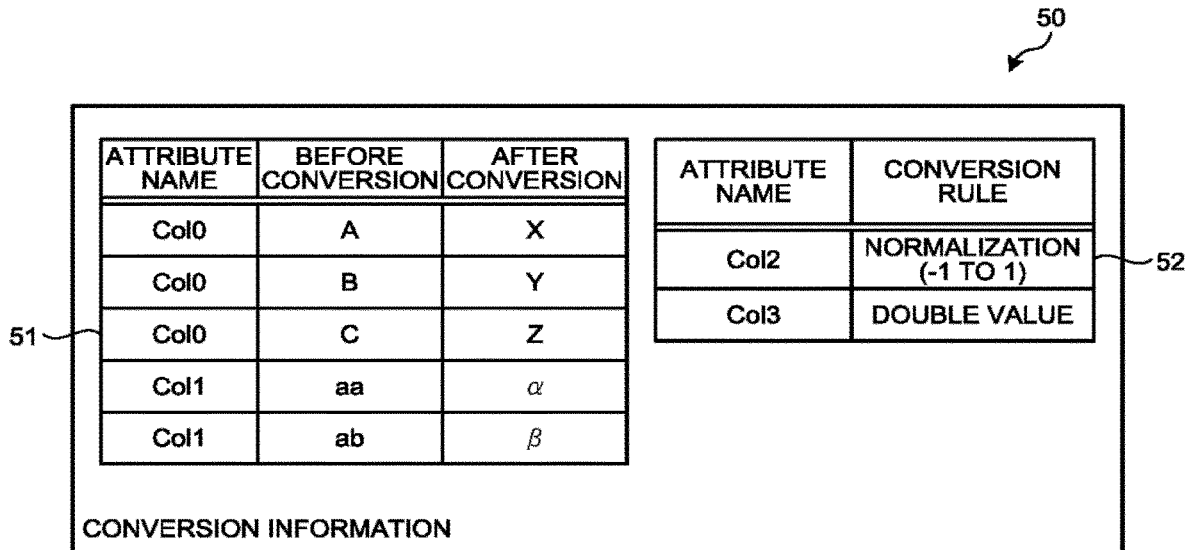 50
ATTRIBUTE NAME BEFORE CONVERSION AFTER CONVERSION
Col0 A X
Col0 B Y
Col0 C Z
Col1 aa α
Col1 ab β
51
ATTRIBUTE NAME CONVERSION RULE
Col2 NORMALIZATION (-1 TO 1)
Col3 DOUBLE VALUE
52
CONVERSION INFORMATION